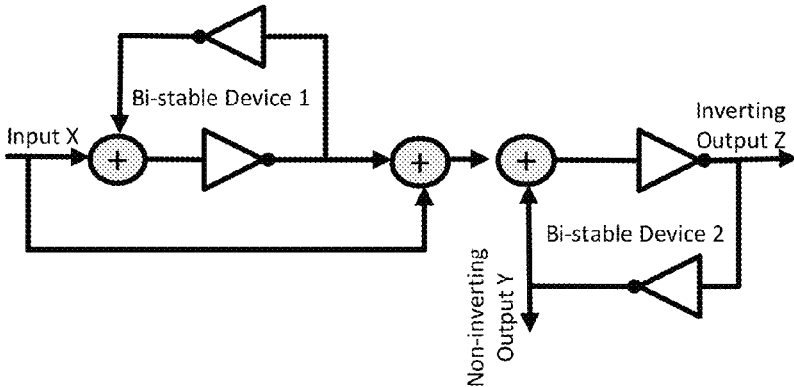 Bi-stable Device 1
Input X
+
+
+
Inverting
Output Z
Bi-stable Device 2
Non-inverting
Output Y